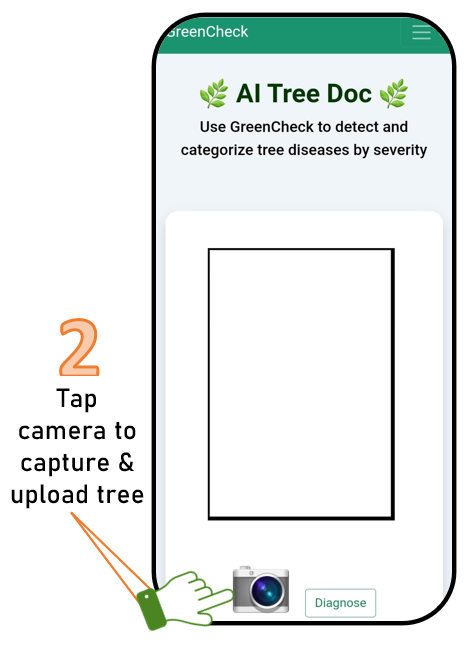 GreenCheck
🌿 AI Tree Doc 🌿
Use GreenCheck to detect and
categorize tree diseases by severity
2
Tap
camera to
capture &
upload tree
Diagnose